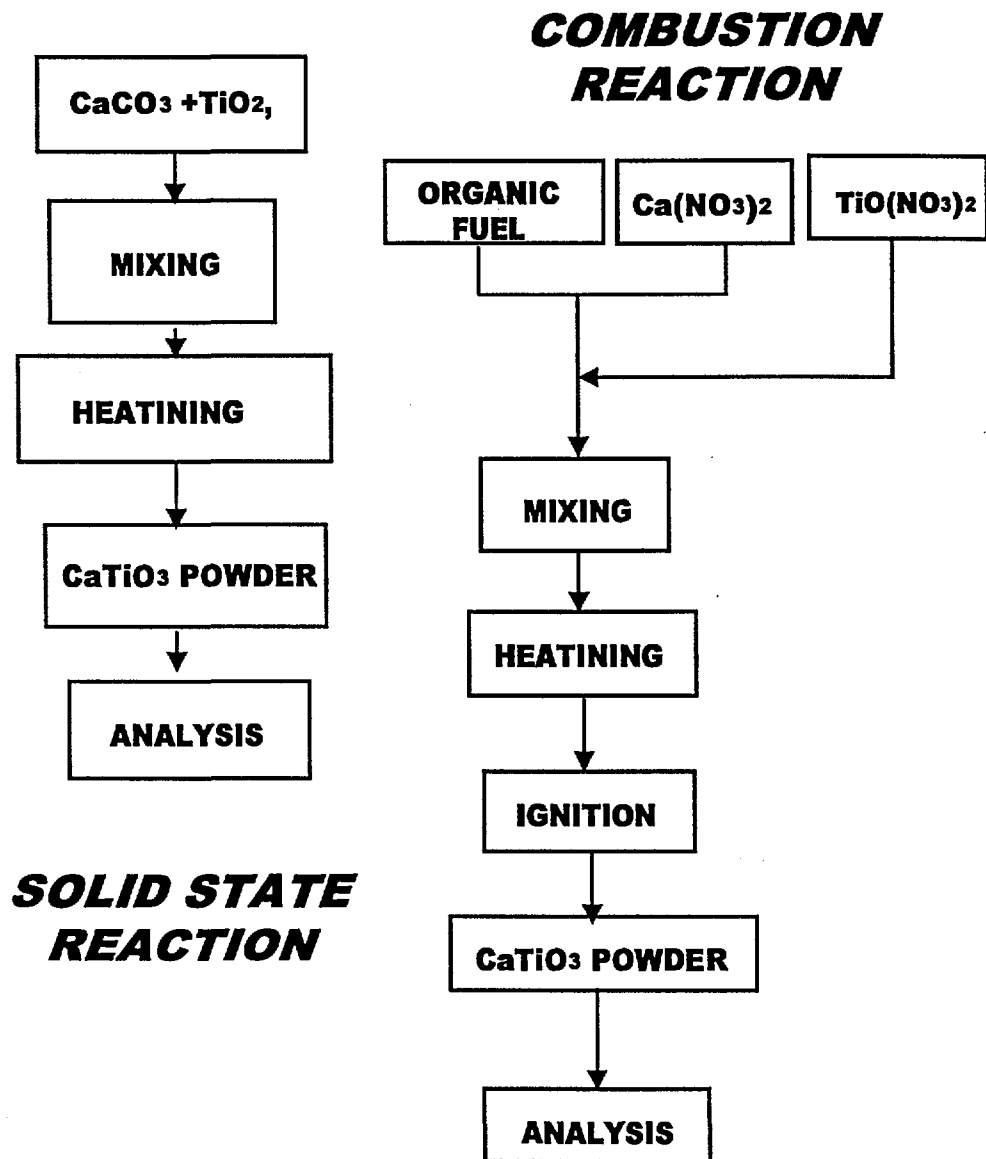 COMBUSTION
REACTION
CaCO3 +TiO2,
MIXING
HEATINING
CaTiO3 POWDER
ANALYSIS
SOLID STATE
REACTION
ORGANIC
FUEL
Ca(NO3)2
TiO(NO3)2
MIXING
HEATINING
IGNITION
CaTiO3 POWDER
ANALYSIS